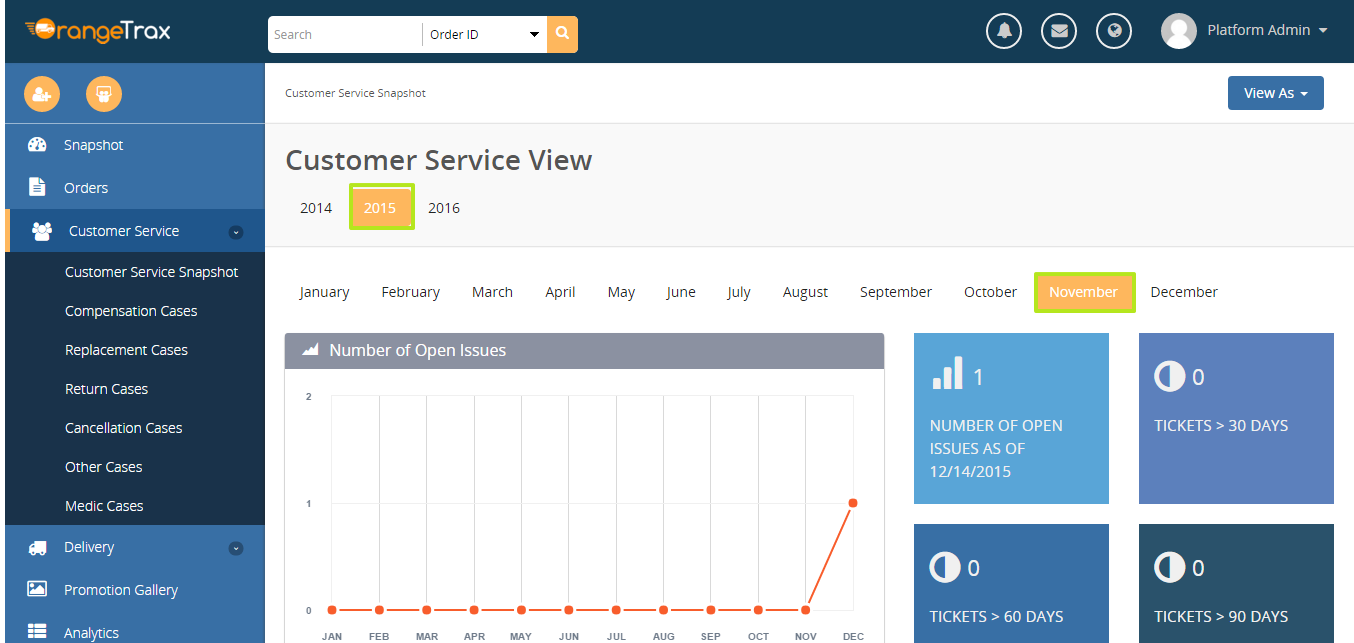 OrangeTrax
Search
Order ID
Platform Admin
Customer Service Snapshot
View As
Snapshot
Orders
Customer Service
Customer Service Snapshot
Compensation Cases
Replacement Cases
Return Cases
Cancellation Cases
Other Cases
Medic Cases
Delivery
Promotion Gallery
Analytics
Customer Service View
2014 2015 2016
January February March April May June July August September October November December
Number of Open Issues
2
1
0
JAN FEB MAR APR MAY JUN JUL AUG SEP OCT NOV DEC
1
NUMBER OF OPEN
ISSUES AS OF
12/14/2015
0
TICKETS > 30 DAYS
0
TICKETS > 60 DAYS
0
TICKETS > 90 DAYS